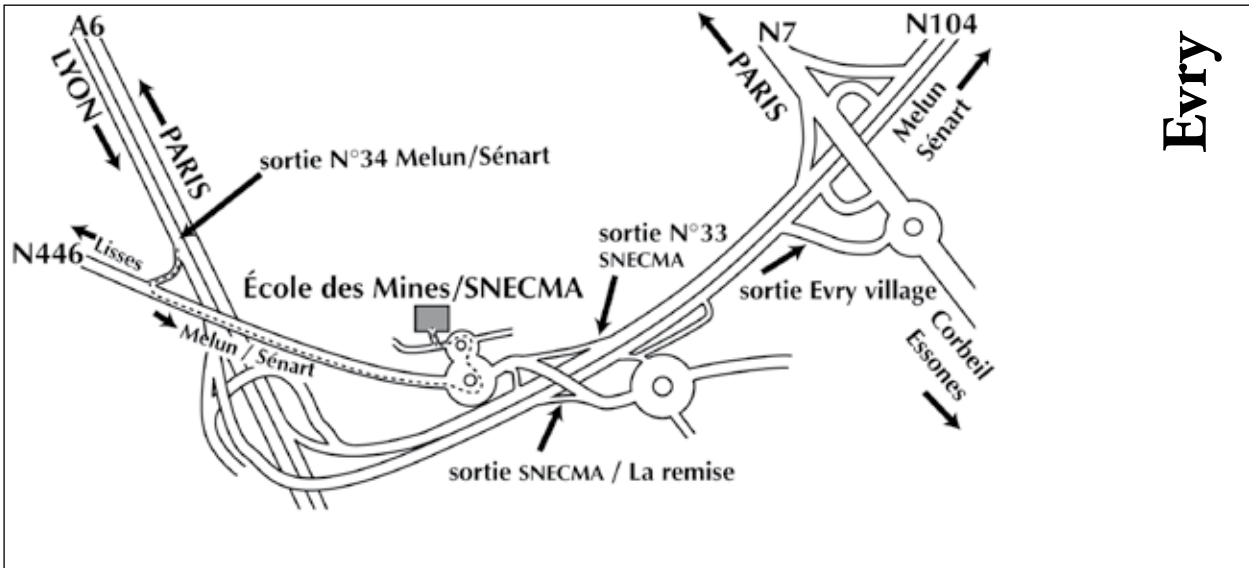 A6
N7
N104
Evry
LYON
PARIS
PARIS
Melun
Sénart
sortie N°34 Melun/Sénart
N446
Lisses
sortie N°33
SNECMA
École des Mines/SNECMA
sortie Evry village
Melun / Sénart
Corbeil
Essones
sortie SNECMA / La remise